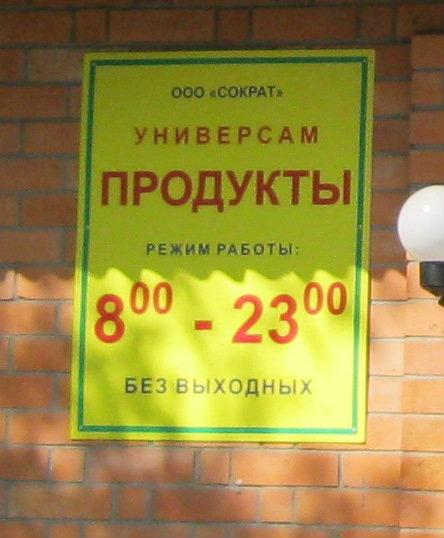 ООО «СОКРАТ»
УНИВЕРСАМ
ПРОДУКТЫ
РЕЖИМ РАБОТЫ:
8⁰⁰ - 23⁰⁰
БЕЗ ВЫХОДНЫХ